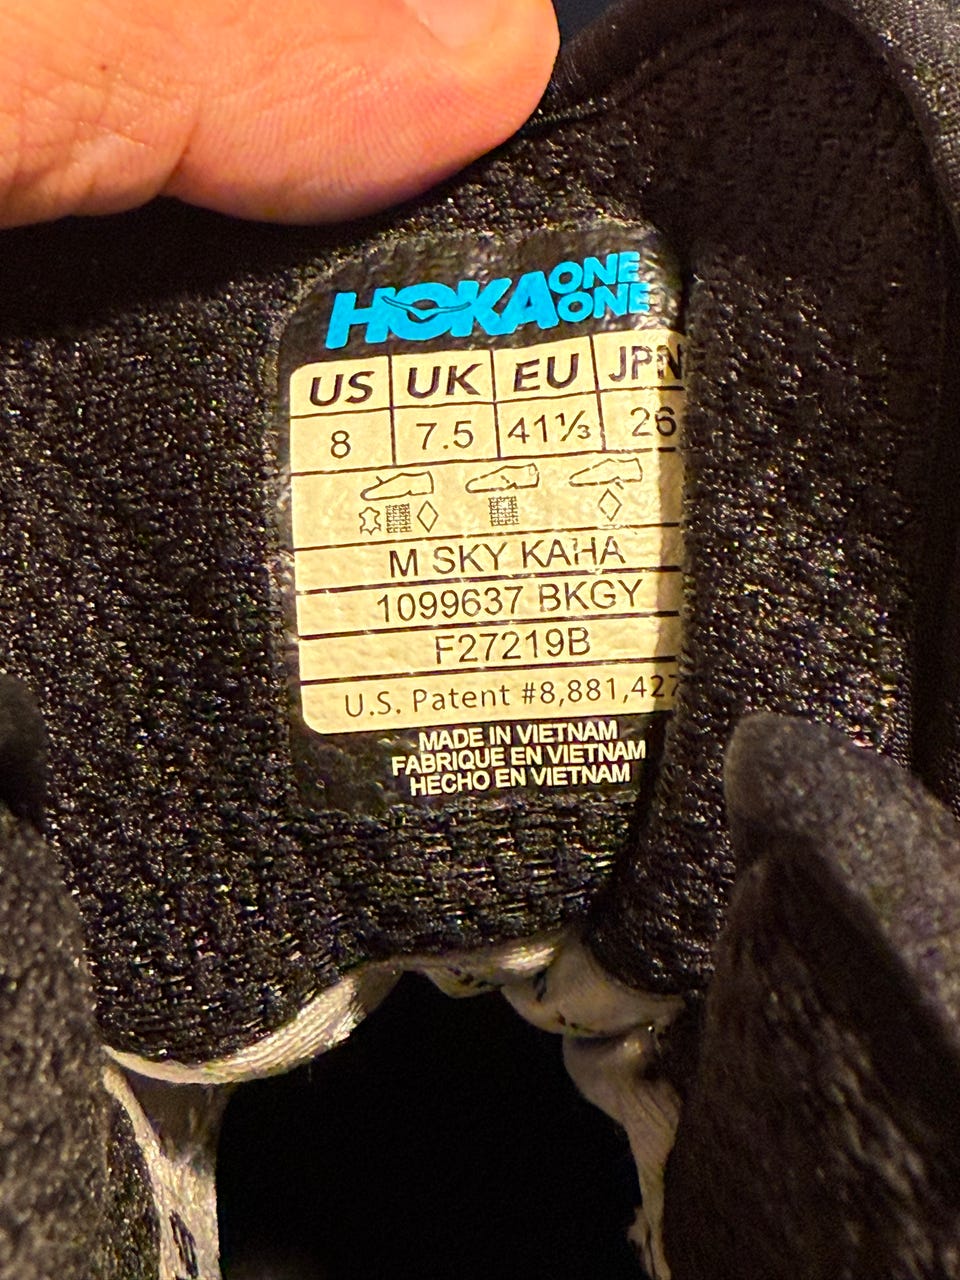 HOKA ONE ONE
US UK EU JPN
8 7.5 41⅓ 26
M SKY KAHA
1099637 BKGY
F27219B
U.S. Patent #8,881,427
MADE IN VIETNAM
FABRIQUE EN VIETNAM
HECHO EN VIETNAM